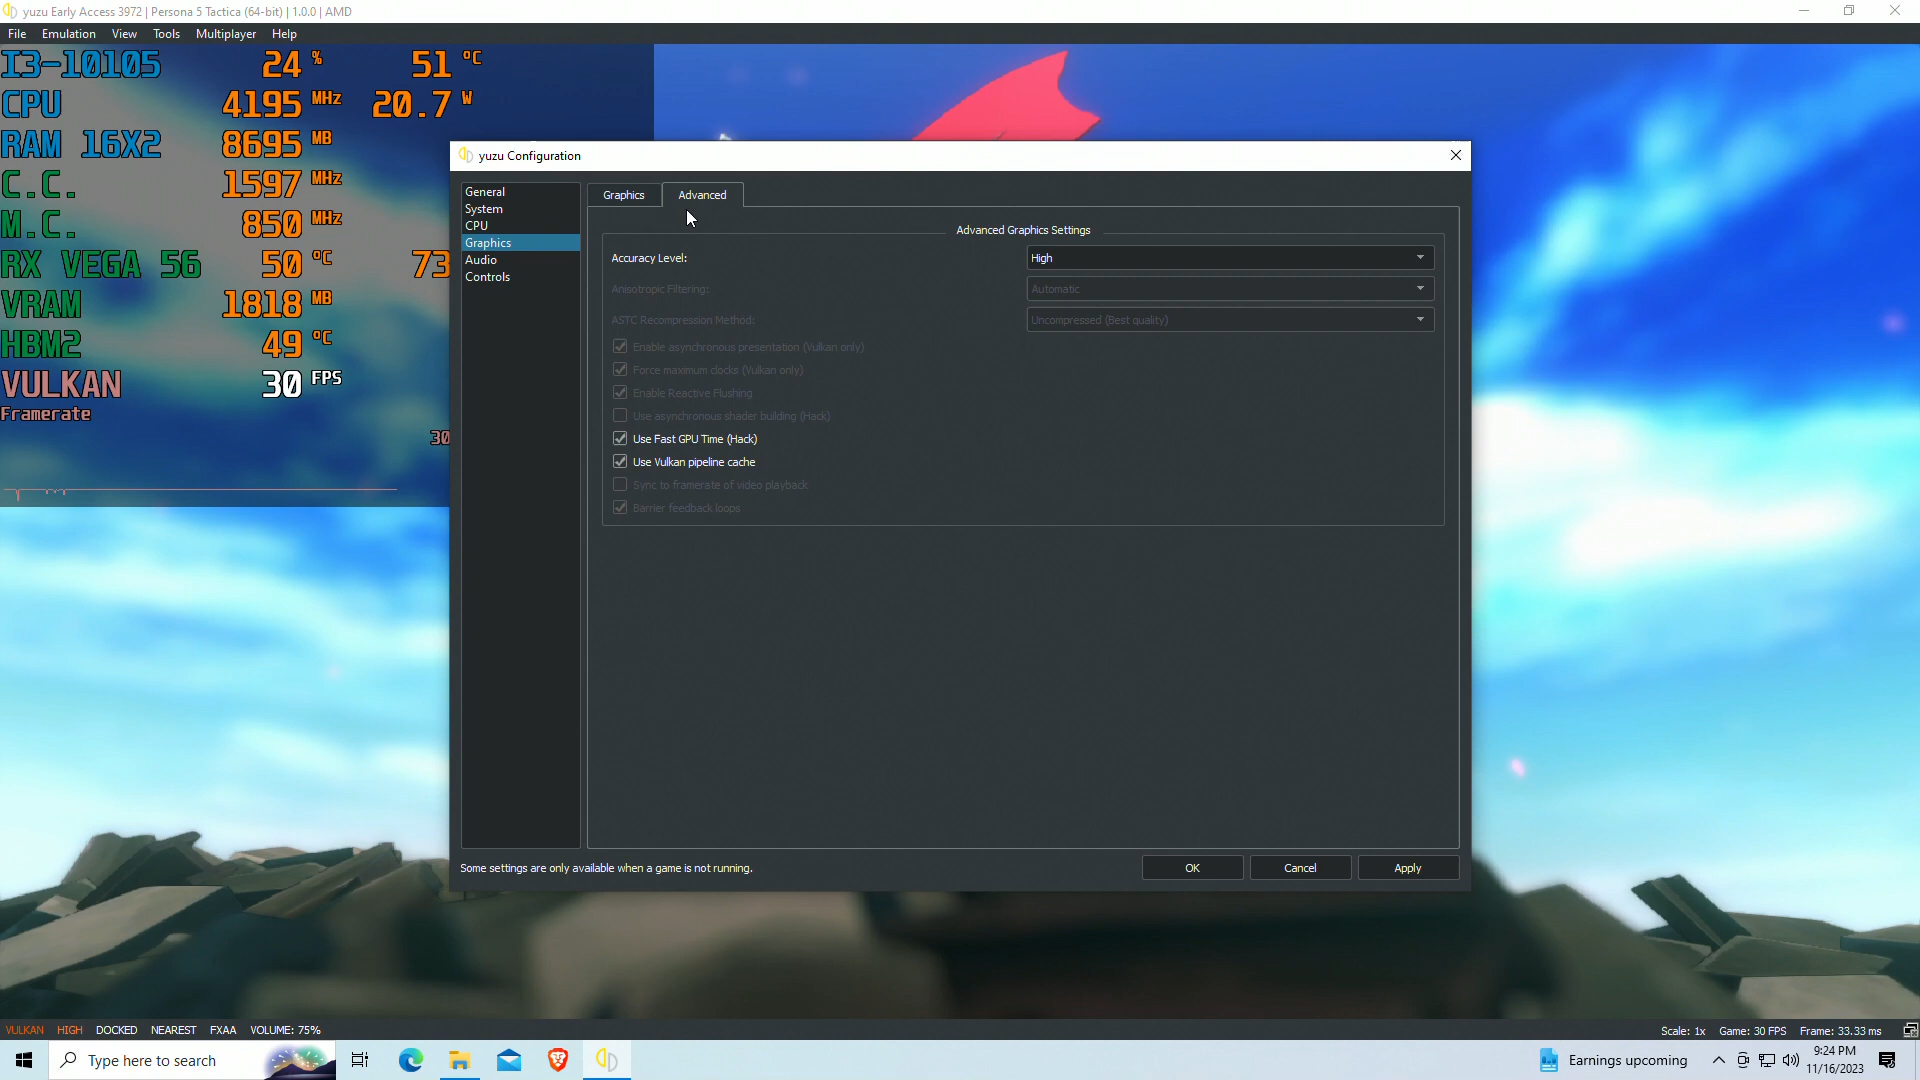 yuzu Early Access 3972 | Persona 5 Tactica (64-bit) | 1.0.0 | AMD
File Emulation View Tools Multiplayer Help
I3-10105 24 % 51 °C
CPU 4195 MHz 20.7 W
RAM 16X2 8695 MB
C.C. 1597 MHz
M.C. 850 MHz
RX VEGA 56 50 °C 73
VRAM 1818 MB
HBM2 49 °C
VULKAN 30 FPS
Framerate
30
yuzu Configuration
General
System
CPU
Graphics
Audio
Controls
Graphics Advanced
Advanced Graphics Settings
Accuracy Level: High
Anisotropic Filtering: Automatic
ASTC Recompression Method: Uncompressed (Best quality)
Enable asynchronous presentation (Vulkan only)
Force maximum clocks (Vulkan only)
Enable Reactive Flushing
Use asynchronous shader building (Hack)
Use Fast GPU Time (Hack)
Use Vulkan pipeline cache
Sync to framerate of video playback
Barrier feedback loops
Some settings are only available when a game is not running.
OK Cancel Apply
VULKAN HIGH DOCKED NEAREST FXAA VOLUME: 75%
Scale: 1x Game: 30 FPS Frame: 33.33 ms
Type here to search
Earnings upcoming
9:24 PM
11/16/2023